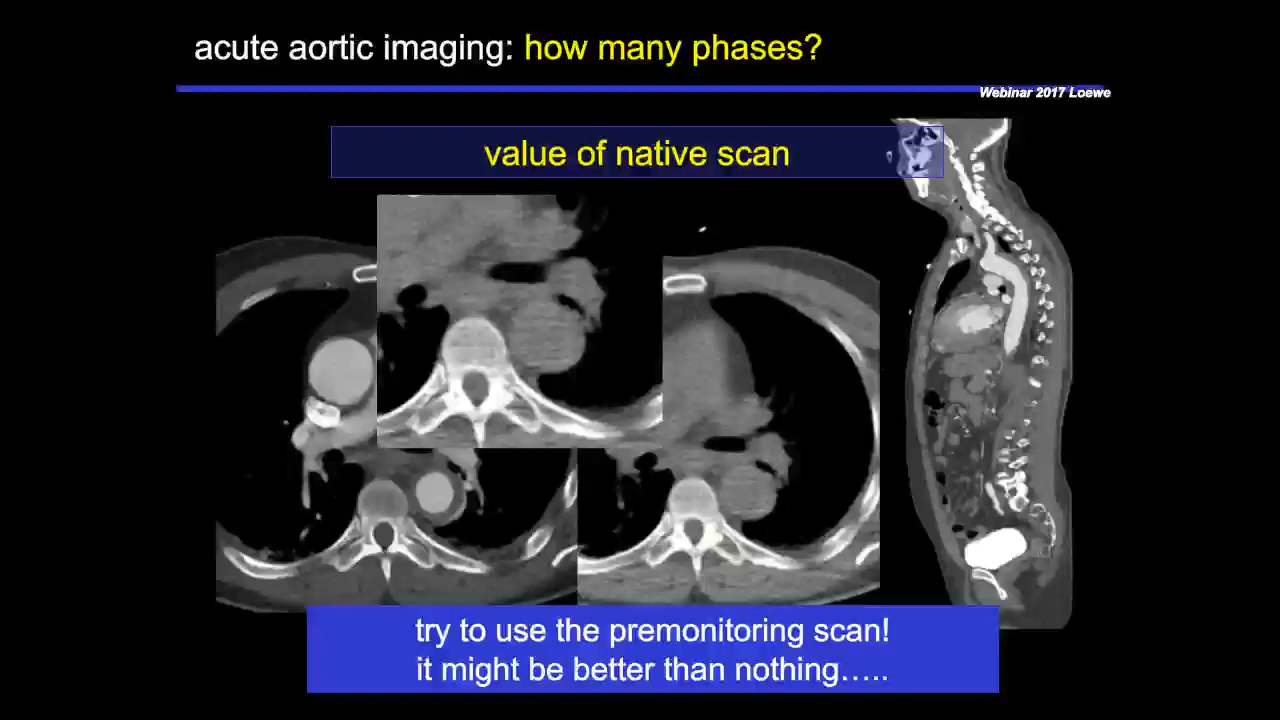 acute aortic imaging: how many phases?
Webinar 2017 Loewe
value of native scan
try to use the premonitoring scan!
it might be better than nothing…..